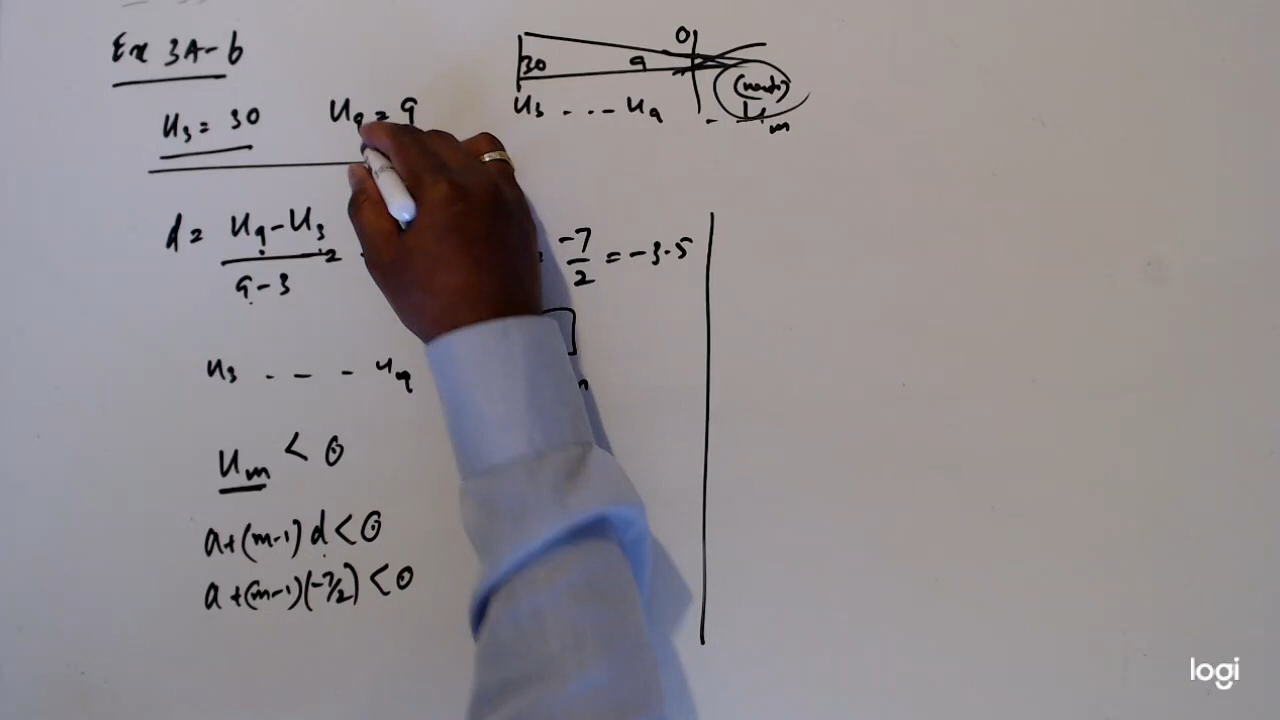 Ex 3A-6
U₃ = 30 U₉ = 9
0
30 9
U₃ . . . U₉ . . Uₘ
d = U₉ - U₃ / 9 - 3 = = -7/2 = -3.5
U₃ . - - - U₉
Uₘ < 0
a + (m-1) d < 0
a + (m-1)(-7/2) < 0
logi